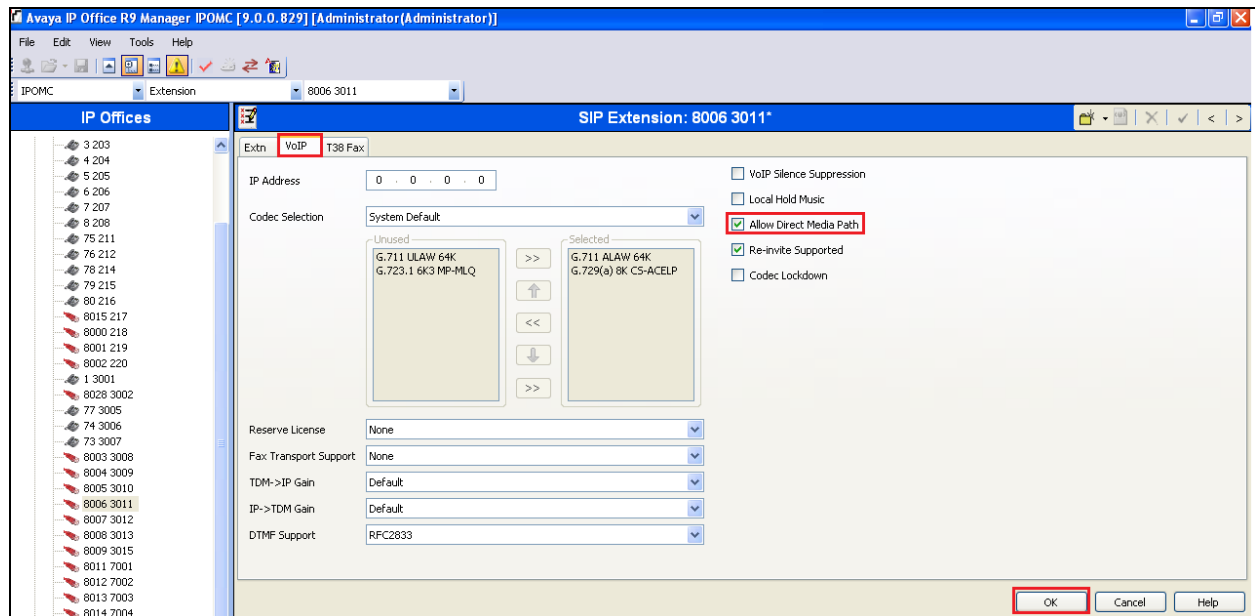 Avaya IP Office R9 Manager IPOMC [9.0.0.829] [Administrator(Administrator)]
File Edit View Tools Help
IPOMC Extension 8006 3011
IP Offices
SIP Extension: 8006 3011*
3 203
4 204
5 205
6 206
7 207
8 208
75 211
76 212
78 214
79 215
80 216
8015 217
8000 218
8001 219
8002 220
1 3001
8028 3002
77 3005
74 3006
73 3007
8003 3008
8004 3009
8005 3010
8006 3011
8007 3012
8008 3013
8009 3015
8011 7001
8012 7002
8013 7003
8014 7004
Extn VoIP T38 Fax
IP Address 0 . 0 . 0 . 0
Codec Selection System Default
Unused
G.711 ULAW 64K
G.723.1 6K3 MP-MLQ
>>
<<
>>
Selected
G.711 ALAW 64K
G.729(a) 8K CS-ACELP
Reserve License None
Fax Transport Support None
TDM->IP Gain Default
IP->TDM Gain Default
DTMF Support RFC2833
VoIP Silence Suppression
Local Hold Music
Allow Direct Media Path
Re-invite Supported
Codec Lockdown
OK Cancel Help